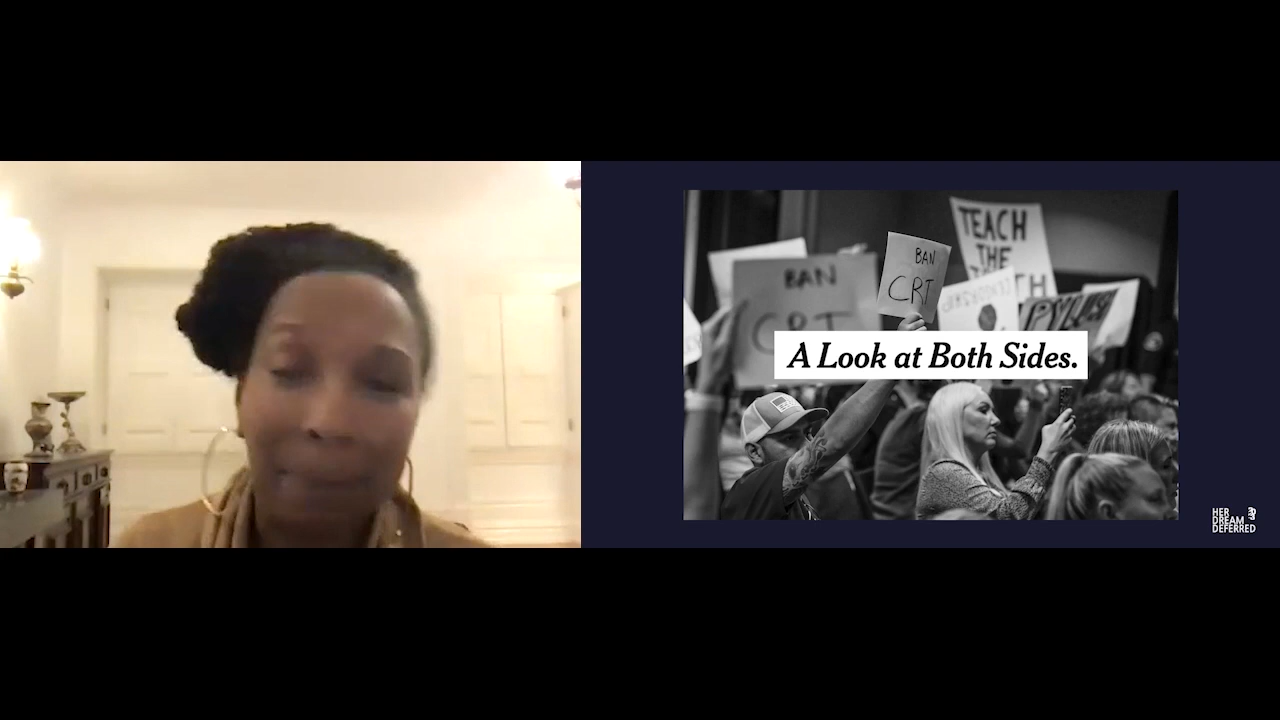 TEACH
THE
BAN
CRT
BAN
A Look at Both Sides.
HER
DREAM
DEFERRED